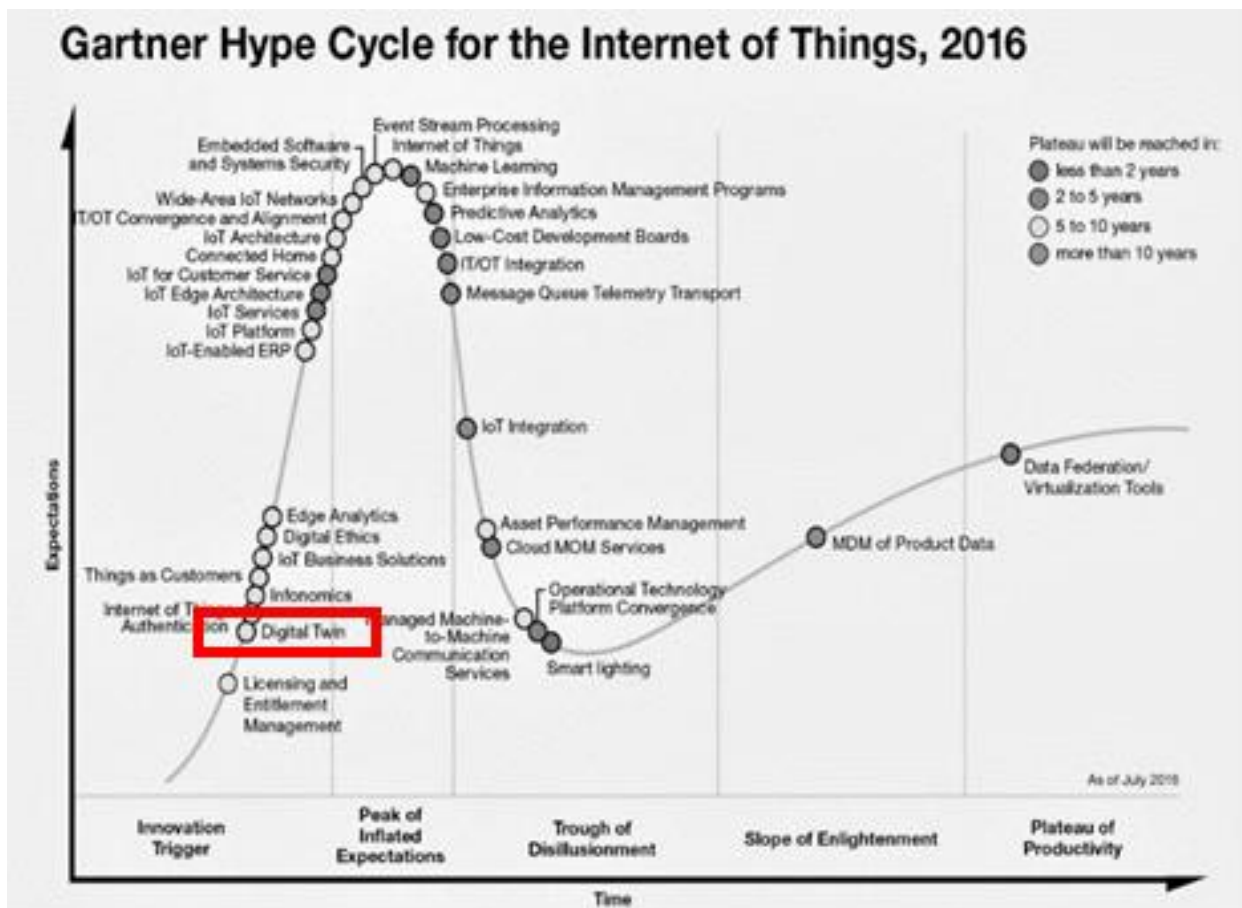 Gartner Hype Cycle for the Internet of Things, 2016
Event Stream Processing
Embedded Software
and Systems Security
Internet of Things
Machine Learning
Enterprise Information Management Programs
Wide-Area IoT Networks
Predictive Analytics
IT/OT Convergence and Alignment
IoT Architecture
Low-Cost Development Boards
Connected Home
IT/OT Integration
IoT for Customer Service
IoT Edge Architecture
Message Queue Telemetry Transport
IoT Services
IoT Platform
IoT-Enabled ERP
Plateau will be reached in:
less than 2 years
2 to 5 years
5 to 10 years
more than 10 years
IoT Integration
Data Federation/
Virtualization Tools
Expectations
Edge Analytics
Digital Ethics
IoT Business Solutions
Things as Customers
Infonomics
Internet of Things
Authentication
Digital Twin
Licensing and
Entitlement
Management
Asset Performance Management
Cloud MOM Services
MDM of Product Data
Operational Technology
Platform Convergence
Managed Machine-
to-Machine
Communication
Services
Smart lighting
As of July 2016
Innovation
Trigger
Peak of
Inflated
Expectations
Trough of
Disillusionment
Slope of Enlightenment
Plateau of
Productivity
Time